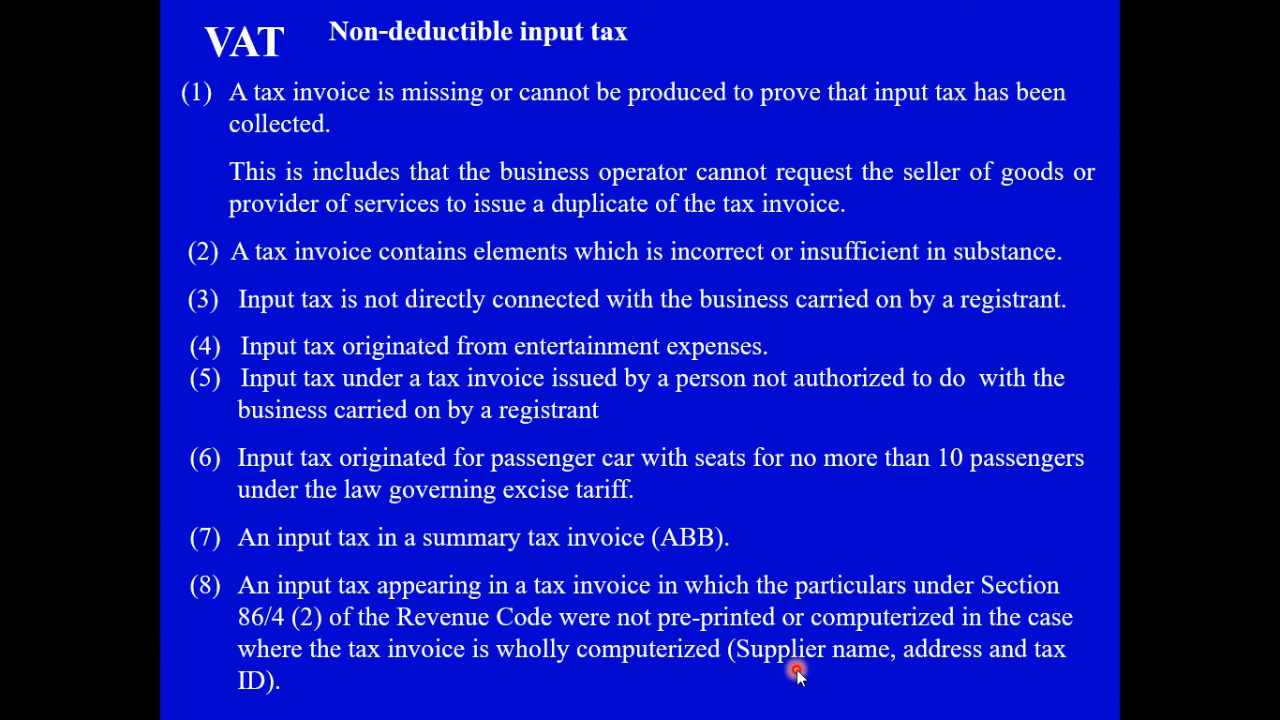 VAT Non-deductible input tax
(1) A tax invoice is missing or cannot be produced to prove that input tax has been
collected.
This is includes that the business operator cannot request the seller of goods or
provider of services to issue a duplicate of the tax invoice.
(2) A tax invoice contains elements which is incorrect or insufficient in substance.
(3) Input tax is not directly connected with the business carried on by a registrant.
(4) Input tax originated from entertainment expenses.
(5) Input tax under a tax invoice issued by a person not authorized to do with the
business carried on by a registrant
(6) Input tax originated for passenger car with seats for no more than 10 passengers
under the law governing excise tariff.
(7) An input tax in a summary tax invoice (ABB).
(8) An input tax appearing in a tax invoice in which the particulars under Section
86/4 (2) of the Revenue Code were not pre-printed or computerized in the case
where the tax invoice is wholly computerized (Supplier name, address and tax
ID).